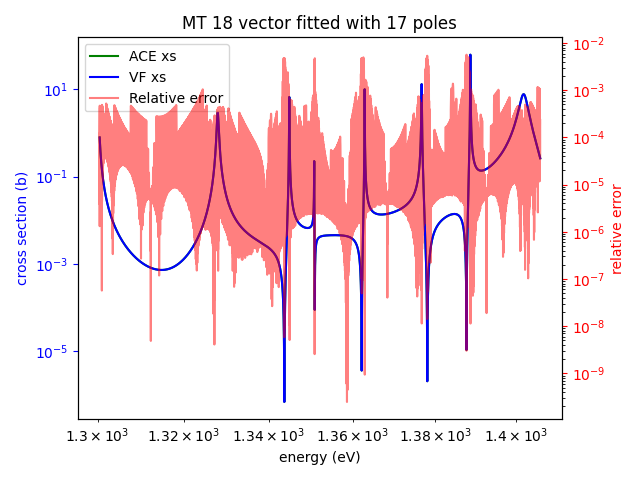 MT 18 vector fitted with 17 poles
ACE xs
VF xs
Relative error
cross section (b)
10^1
10^−1
10^−3
10^−5
10^−2
10^−3
10^−4
10^−5
10^−6
10^−7
10^−8
10^−9
relative error
1.3 × 10^3
1.32 × 10^3
1.34 × 10^3
1.36 × 10^3
1.38 × 10^3
1.4 × 10^3
energy (eV)